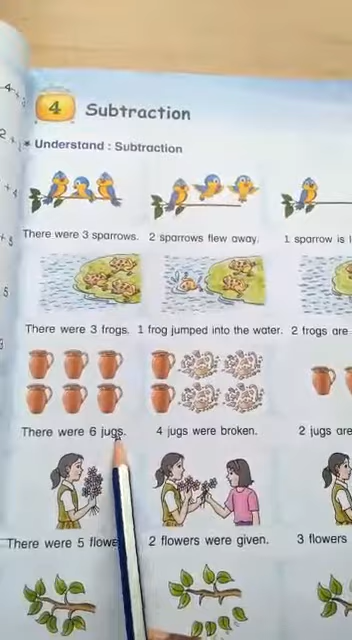 4 Subtraction
* Understand : Subtraction
There were 3 sparrows. 2 sparrows flew away. 1 sparrow is
There were 3 frogs. 1 frog jumped into the water. 2 frogs are
There were 6 jugs. 4 jugs were broken. 2 jugs are
There were 5 2 flowers were given. 3 flowers